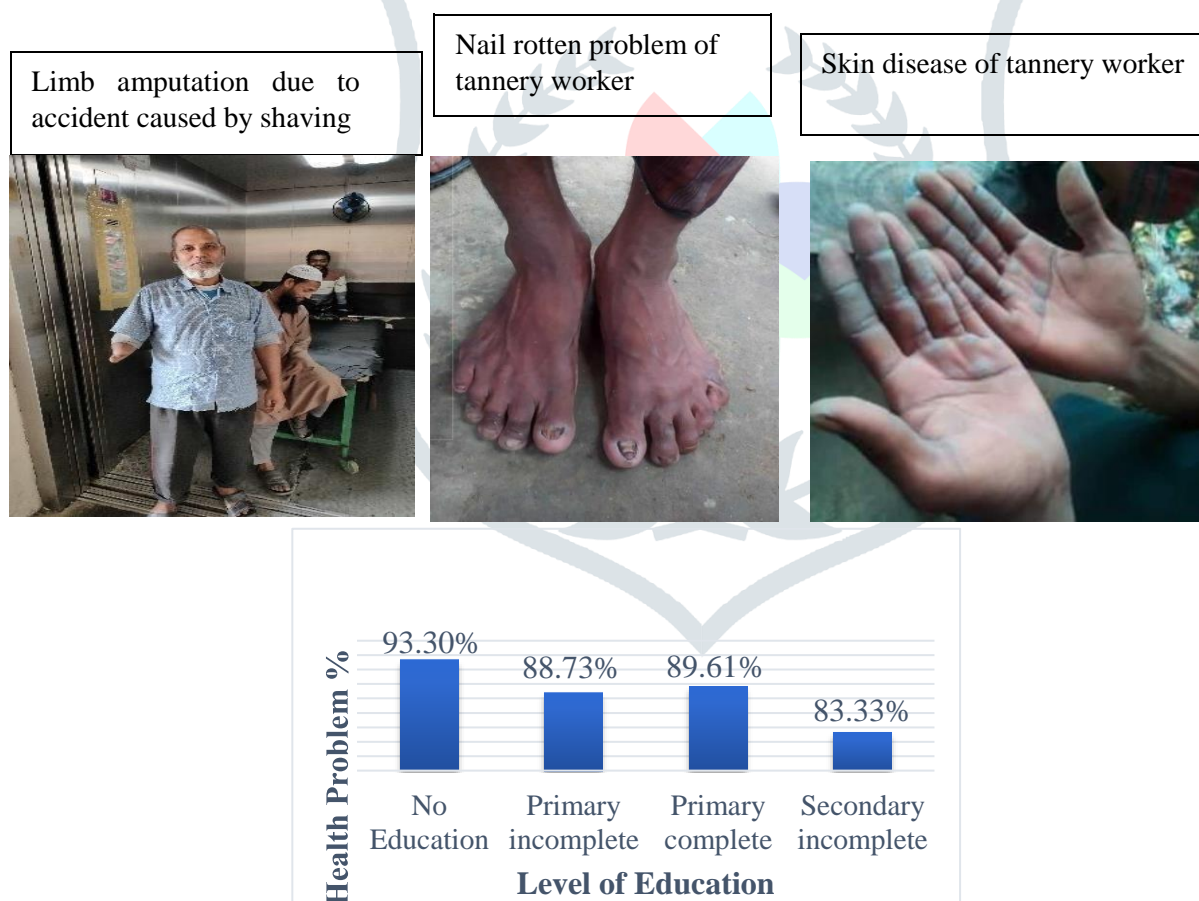 Limb amputation due to
accident caused by shaving
Nail rotten problem of
tannery worker
Skin disease of tannery worker
Health Problem %
93.30%
88.73%
89.61%
83.33%
No
Education
Primary
incomplete
Primary
complete
Secondary
incomplete
Level of Education